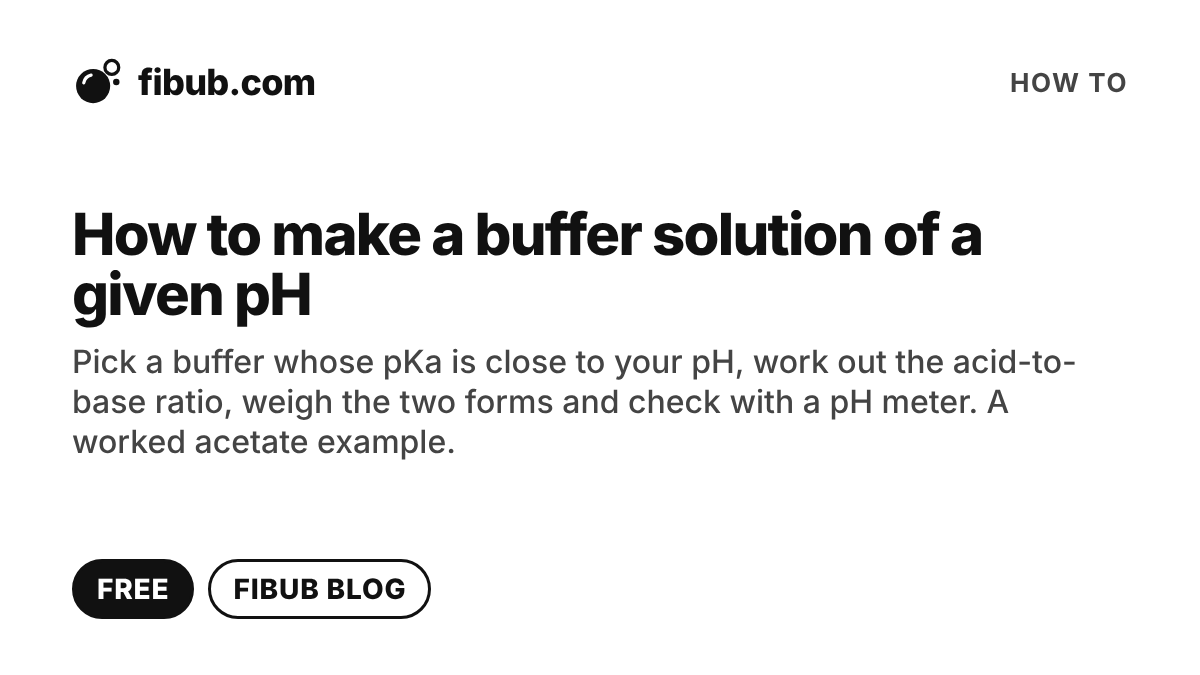 fibub.com
HOW TO
How to make a buffer solution of a
given pH
Pick a buffer whose pKa is close to your pH, work out the acid-to-
base ratio, weigh the two forms and check with a pH meter. A
worked acetate example.
FREE
FIBUB BLOG